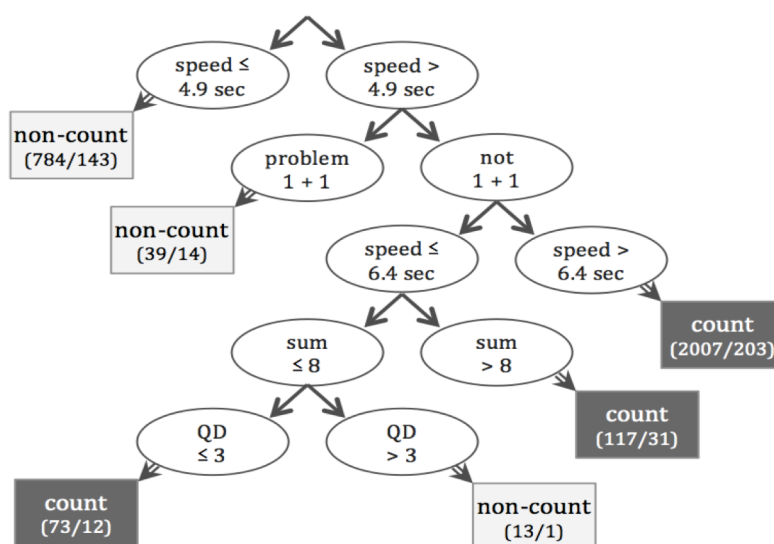 speed ≤
4.9 sec
speed >
4.9 sec
non-count
(784/143)
problem
1 + 1
not
1 + 1
non-count
(39/14)
speed ≤
6.4 sec
speed >
6.4 sec
count
(2007/203)
sum
≤ 8
sum
> 8
count
(117/31)
QD
≤ 3
QD
> 3
count
(73/12)
non-count
(13/1)